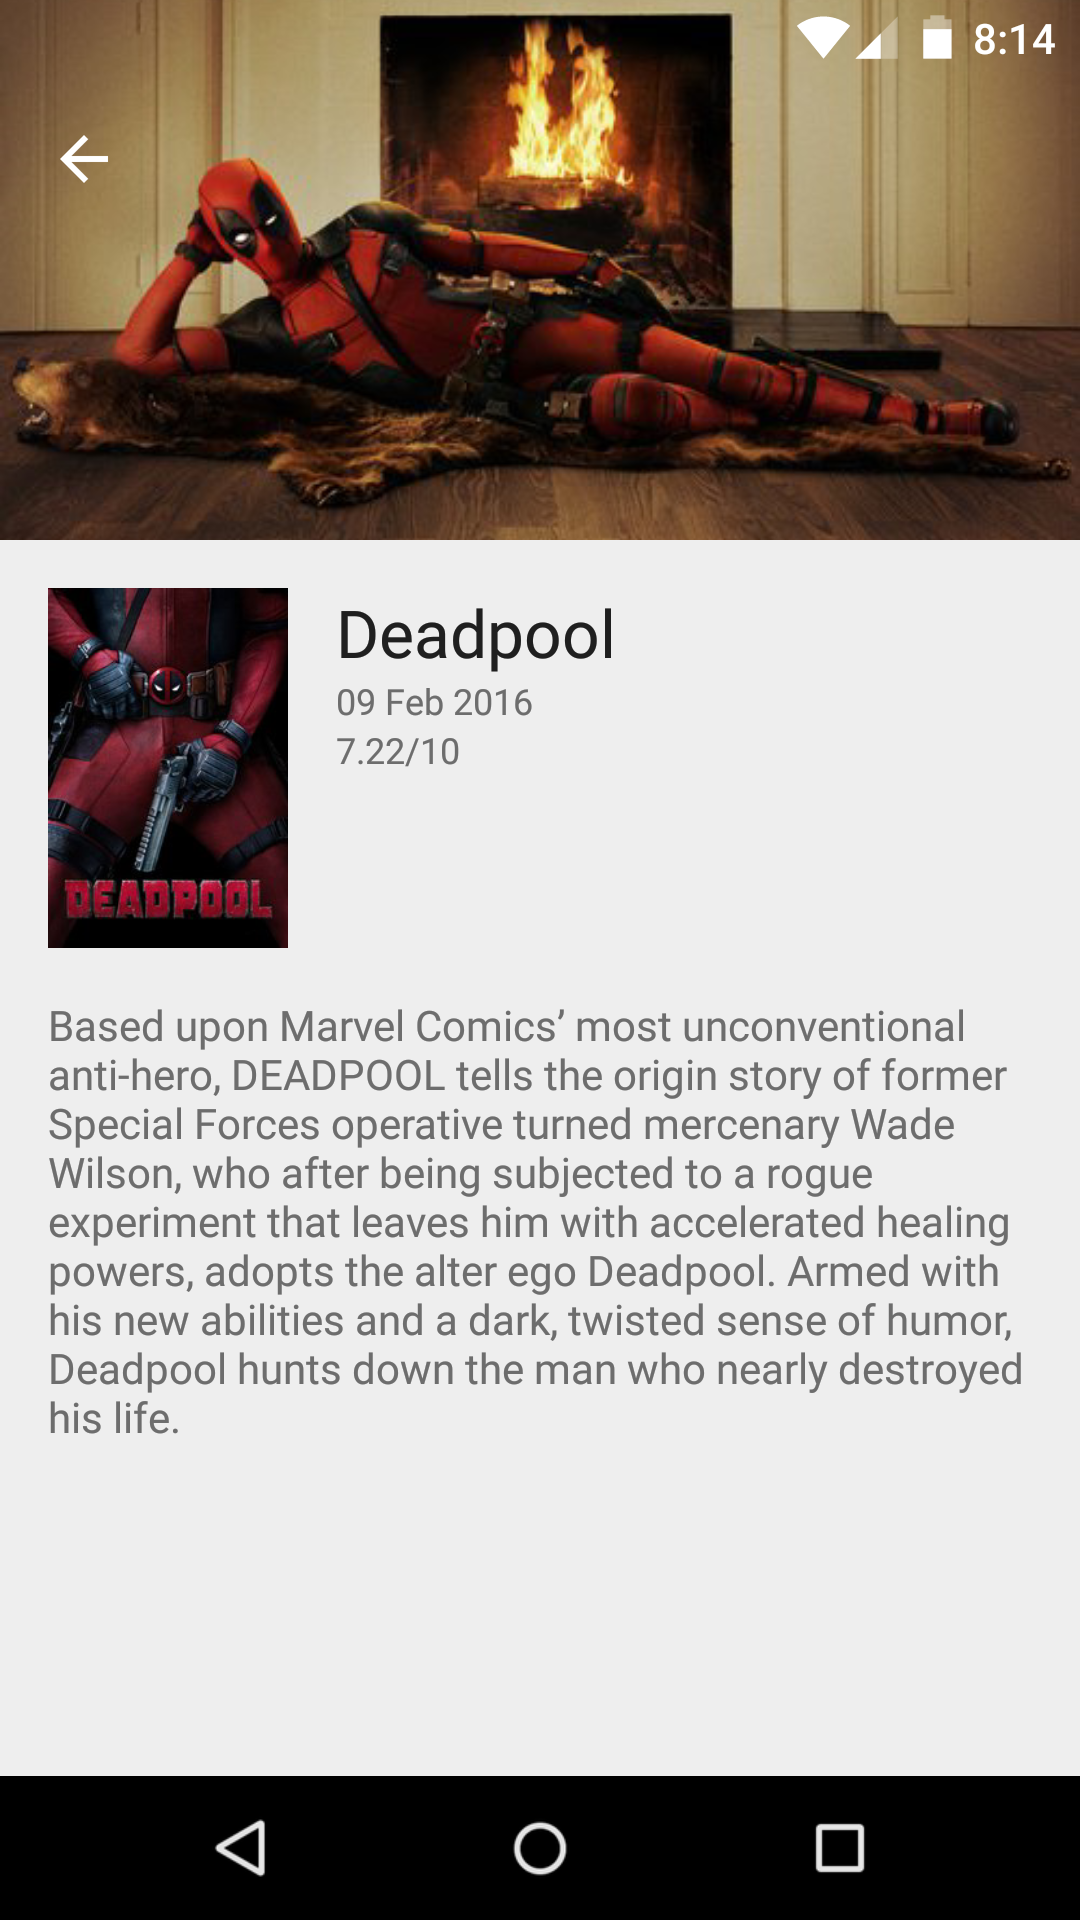 8:14
Deadpool
09 Feb 2016
7.22/10
DEADPOOL
Based upon Marvel Comics’ most unconventional
anti-hero, DEADPOOL tells the origin story of former
Special Forces operative turned mercenary Wade
Wilson, who after being subjected to a rogue
experiment that leaves him with accelerated healing
powers, adopts the alter ego Deadpool. Armed with
his new abilities and a dark, twisted sense of humor,
Deadpool hunts down the man who nearly destroyed
his life.